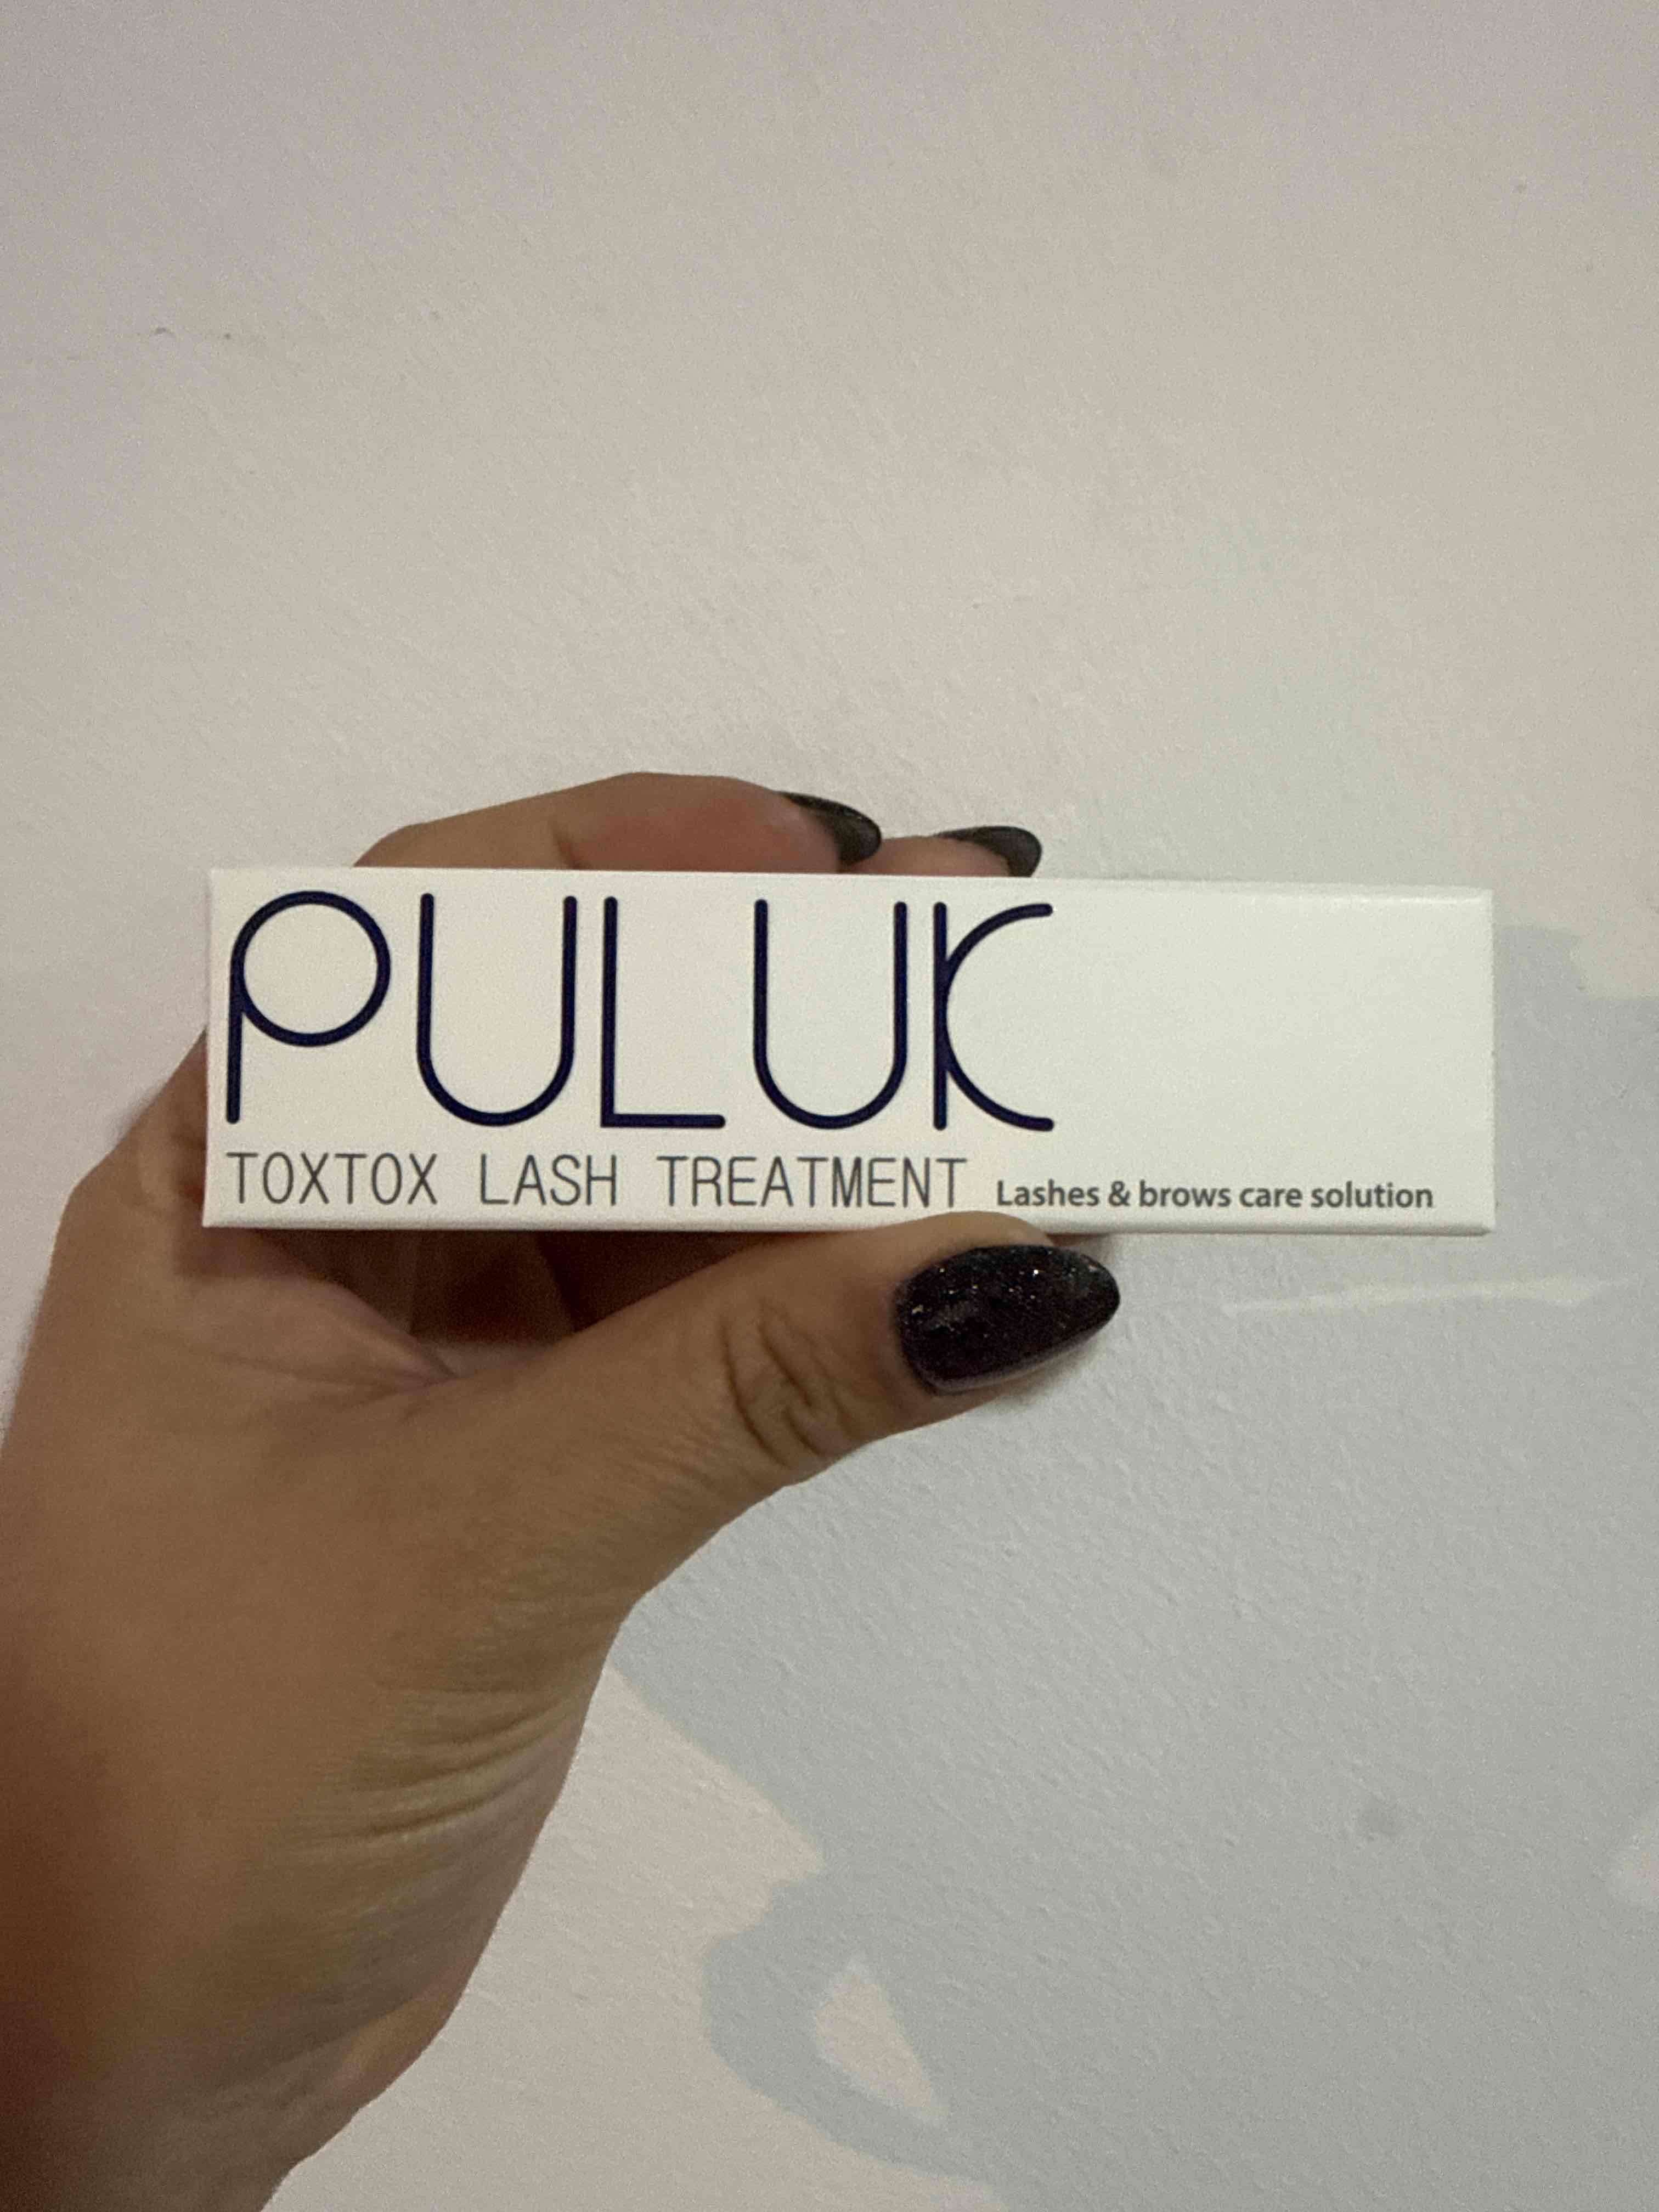 PULUK
TOXTOX LASH TREATMENT Lashes & brows care solution